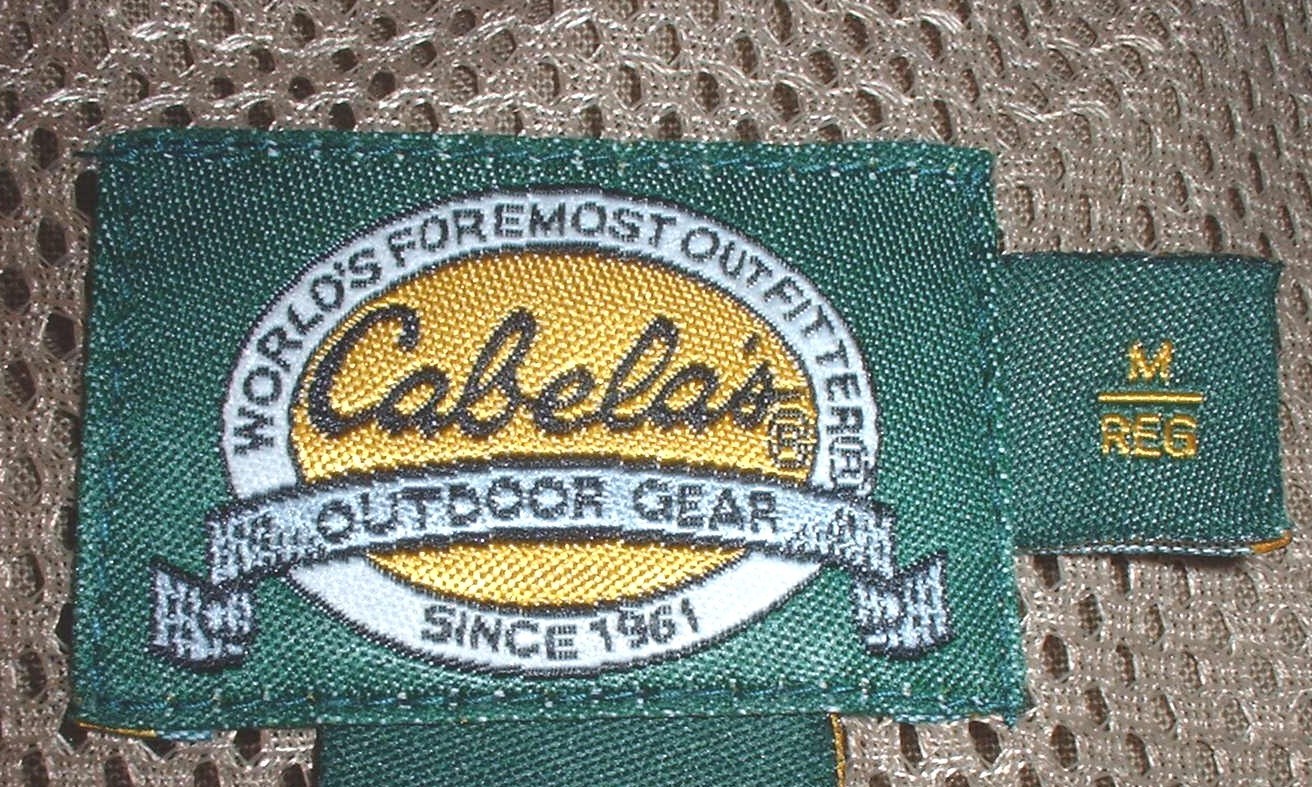 WORLD'S FOREMOST OUTFITTER®
Cabela's®
OUTDOOR GEAR
SINCE 1961
M
REG